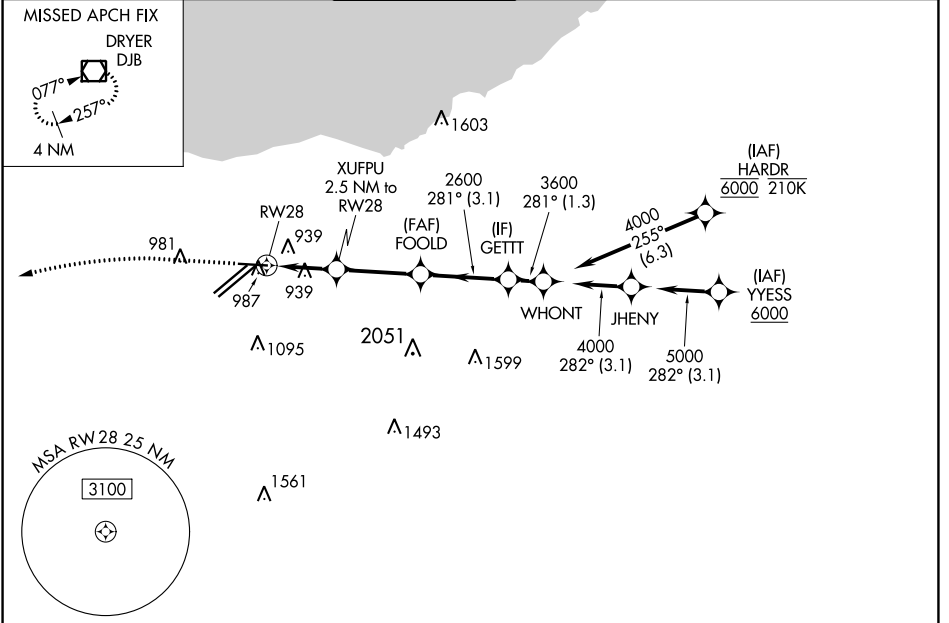 MISSED APCH FIX
DRYER
DJB
077°
257°
4 NM
1603
(IAF)
HARDR
6000 210K
XUFPU
2.5 NM to
RW28
2600
281° (3.1)
3600
281° (1.3)
4000
255°
(6.3)
RW28
(FAF)
FOOLD
(IF)
GETTT
981
939
939
987
WHONT
JHENY
(IAF)
YYESS
6000
4000
282° (3.1)
5000
282° (3.1)
1095
2051
1599
1493
1561
MSA RW28 25 NM
3100